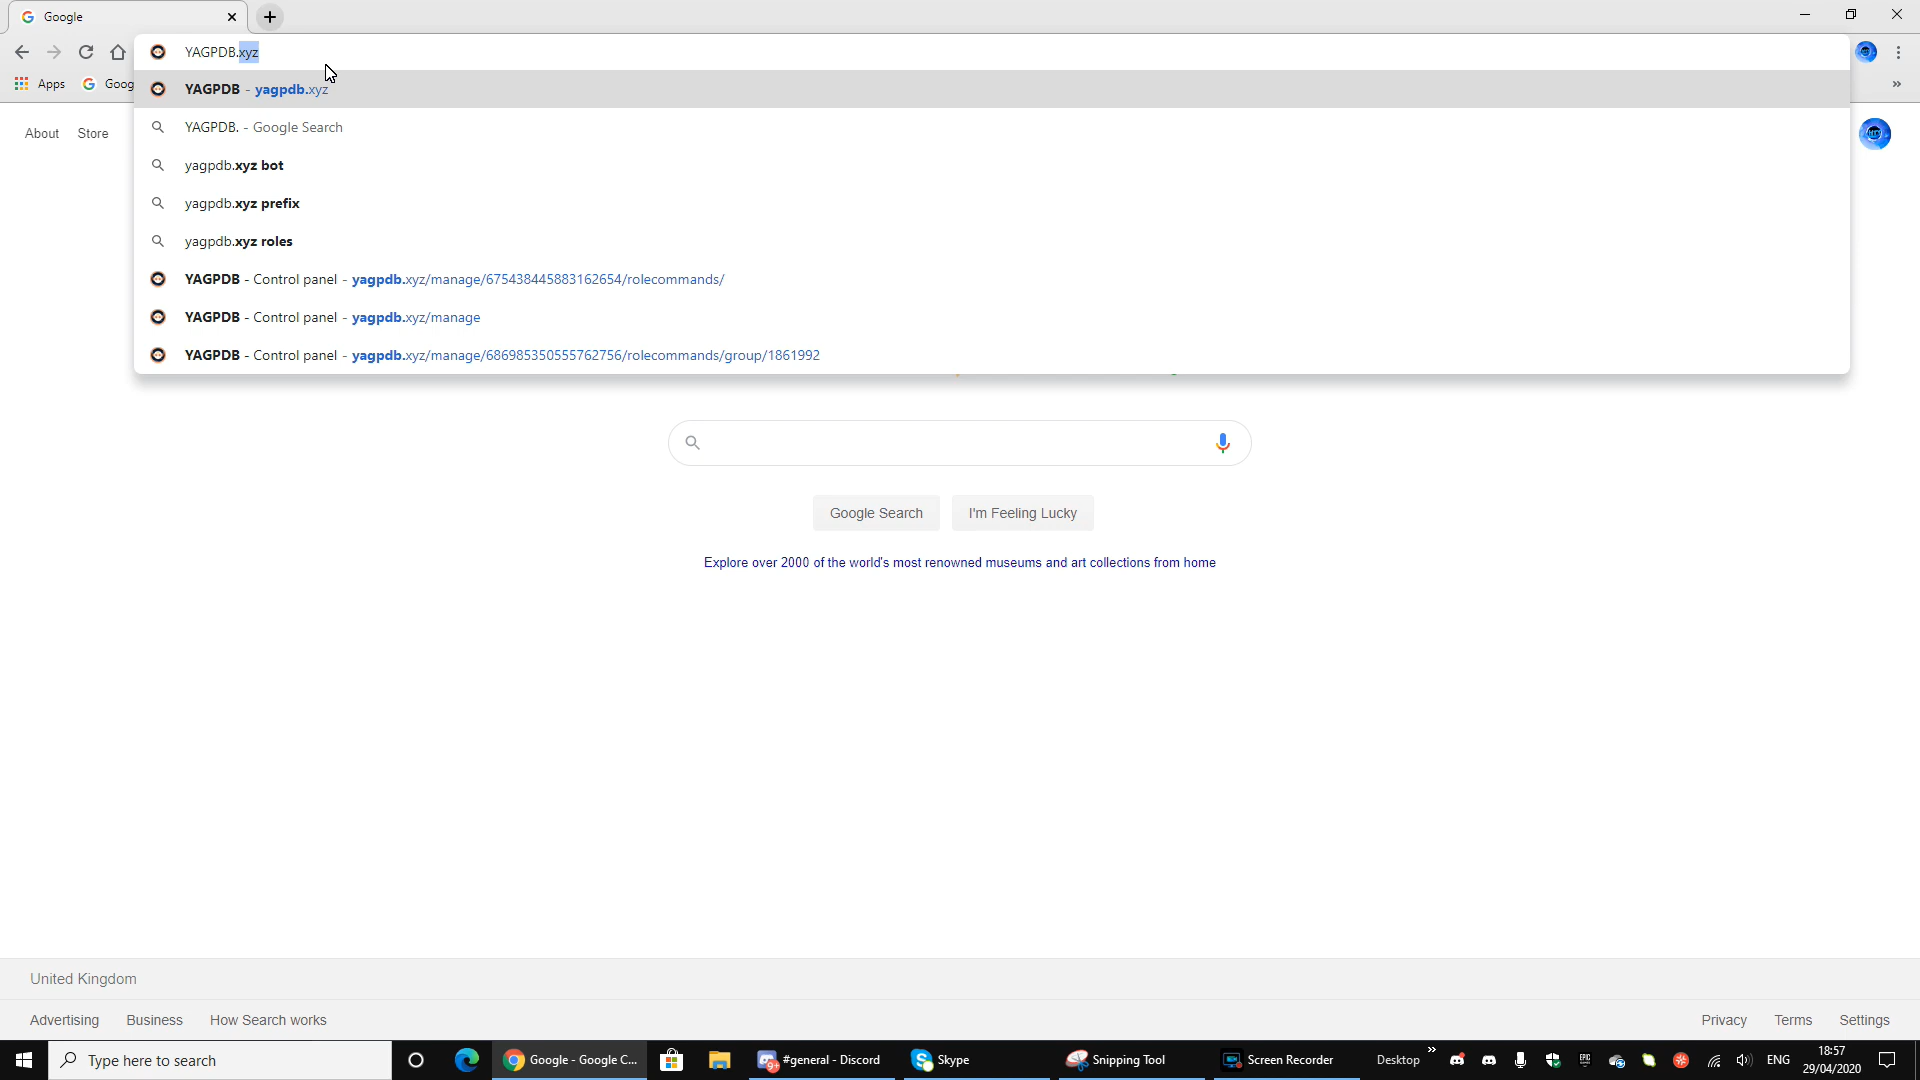 Google
YAGPDB.xyz
Apps
Goog
YAGPDB - yagpdb.xyz
About
Store
YAGPDB. - Google Search
yagpdb.xyz bot
yagpdb.xyz prefix
yagpdb.xyz roles
YAGPDB - Control panel - yagpdb.xyz/manage/675438445883162654/rolecommands/
YAGPDB - Control panel - yagpdb.xyz/manage
YAGPDB - Control panel - yagpdb.xyz/manage/686985350555762756/rolecommands/group/1861992
Google Search
I'm Feeling Lucky
Explore over 2000 of the world's most renowned museums and art collections from home
United Kingdom
Advertising
Business
How Search works
Privacy
Terms
Settings
Type here to search
Google - Google C...
9+
#general - Discord
Skype
Snipping Tool
Screen Recorder
Desktop
EPIC
ENG
18:57
29/04/2020